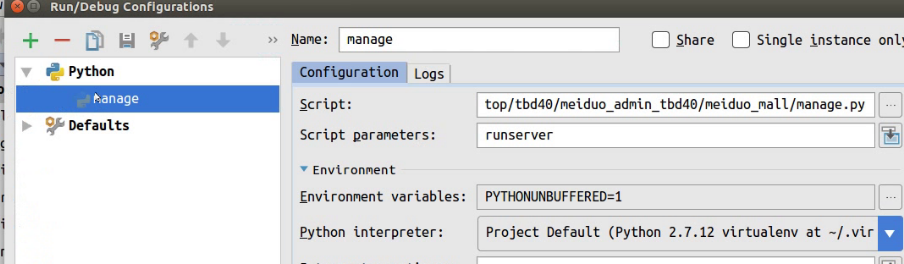 Run/Debug Configurations
Name: manage Share Single instance only
Python
manage
Defaults
Configuration Logs
Script: top/tbd40/meiduo_admin_tbd40/meiduo_mall/manage.py
Script parameters: runserver
Environment
Environment variables: PYTHONUNBUFFERED=1
Python interpreter: Project Default (Python 2.7.12 virtualenv at ~/.vir